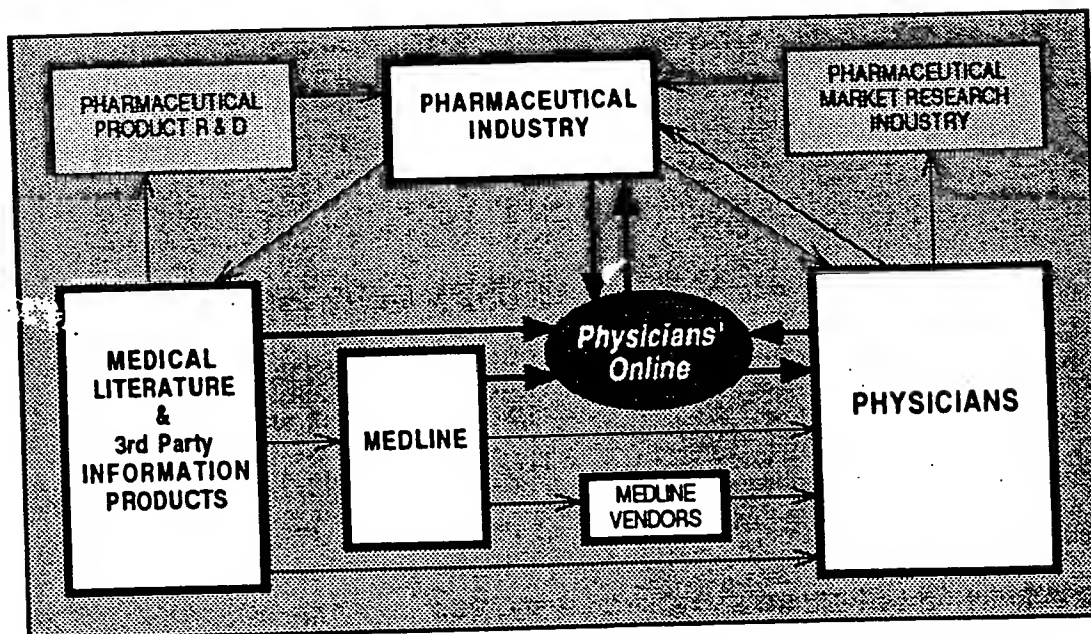 PHARMACEUTICAL
PRODUCT R & D
PHARMACEUTICAL
INDUSTRY
PHARMACEUTICAL
MARKET RESEARCH
INDUSTRY
MEDICAL
LITERATURE
&
3rd Party
INFORMATION
PRODUCTS
MEDLINE
Physicians'
Online
MEDLINE
VENDORS
PHYSICIANS